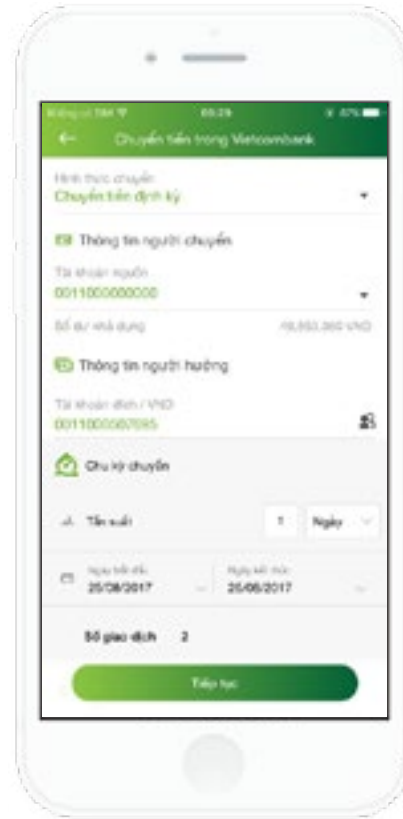 Chuyển tiền trong Vietcombank
Hình thức chuyển
Chuyển tiền định kỳ
Thông tin người chuyển
Tài khoản nguồn
0011000000000
Số dư khả dụng VND
Thông tin người hưởng
Tài khoản đích / VND
Chu kỳ chuyển
Tần suất 1 Ngày
Ngày bắt đầu Ngày kết thúc
Số giao dịch 2
Tiếp tục